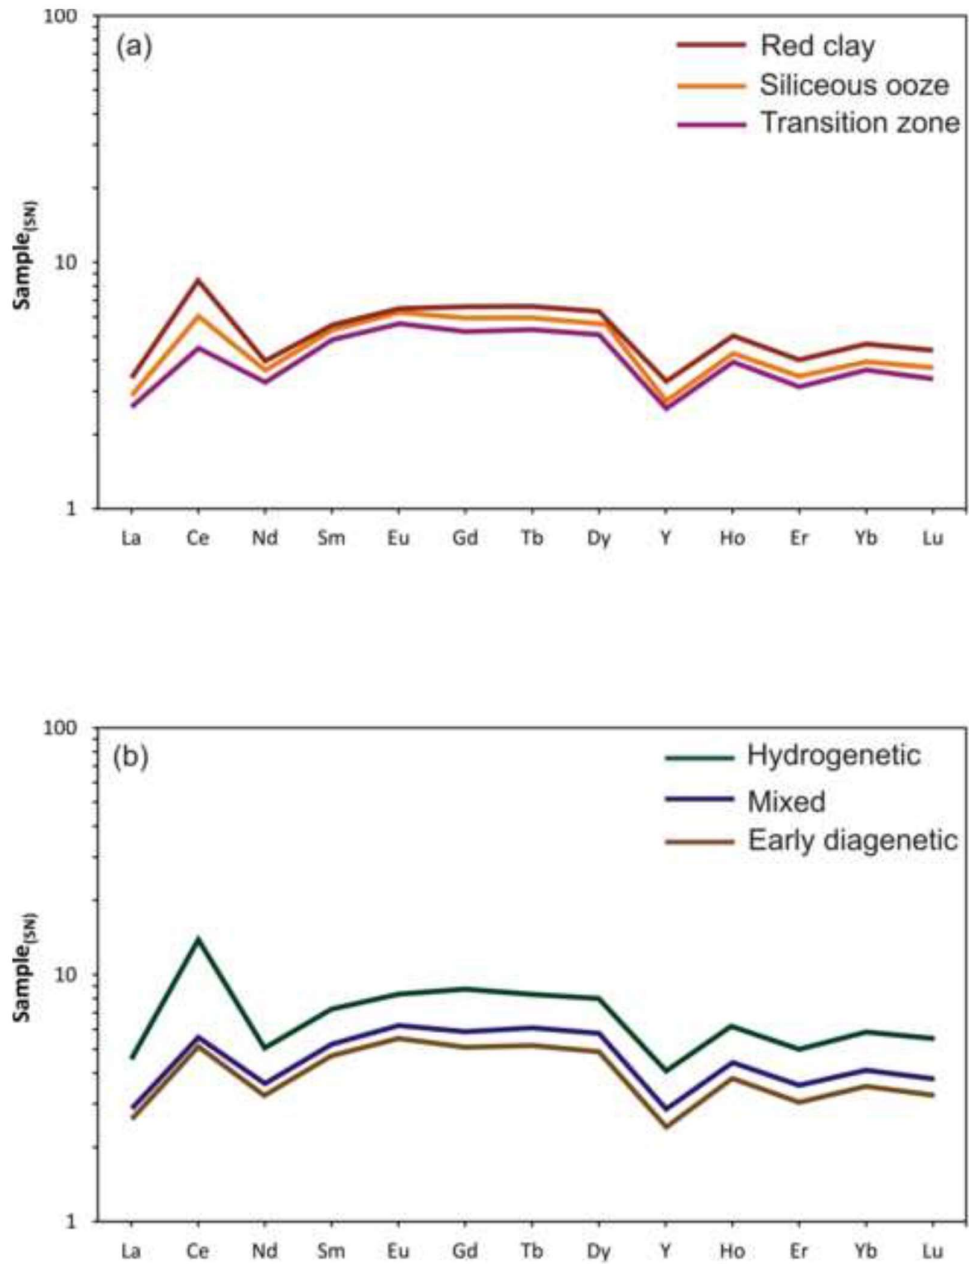 100
(a)
Red clay
Siliceous ooze
Transition zone
Sample(SN)
10
1
La Ce Nd Sm Eu Gd Tb Dy Y Ho Er Yb Lu
100
(b)
Hydrogenetic
Mixed
Early diagenetic
Sample(SN)
10
1
La Ce Nd Sm Eu Gd Tb Dy Y Ho Er Yb Lu